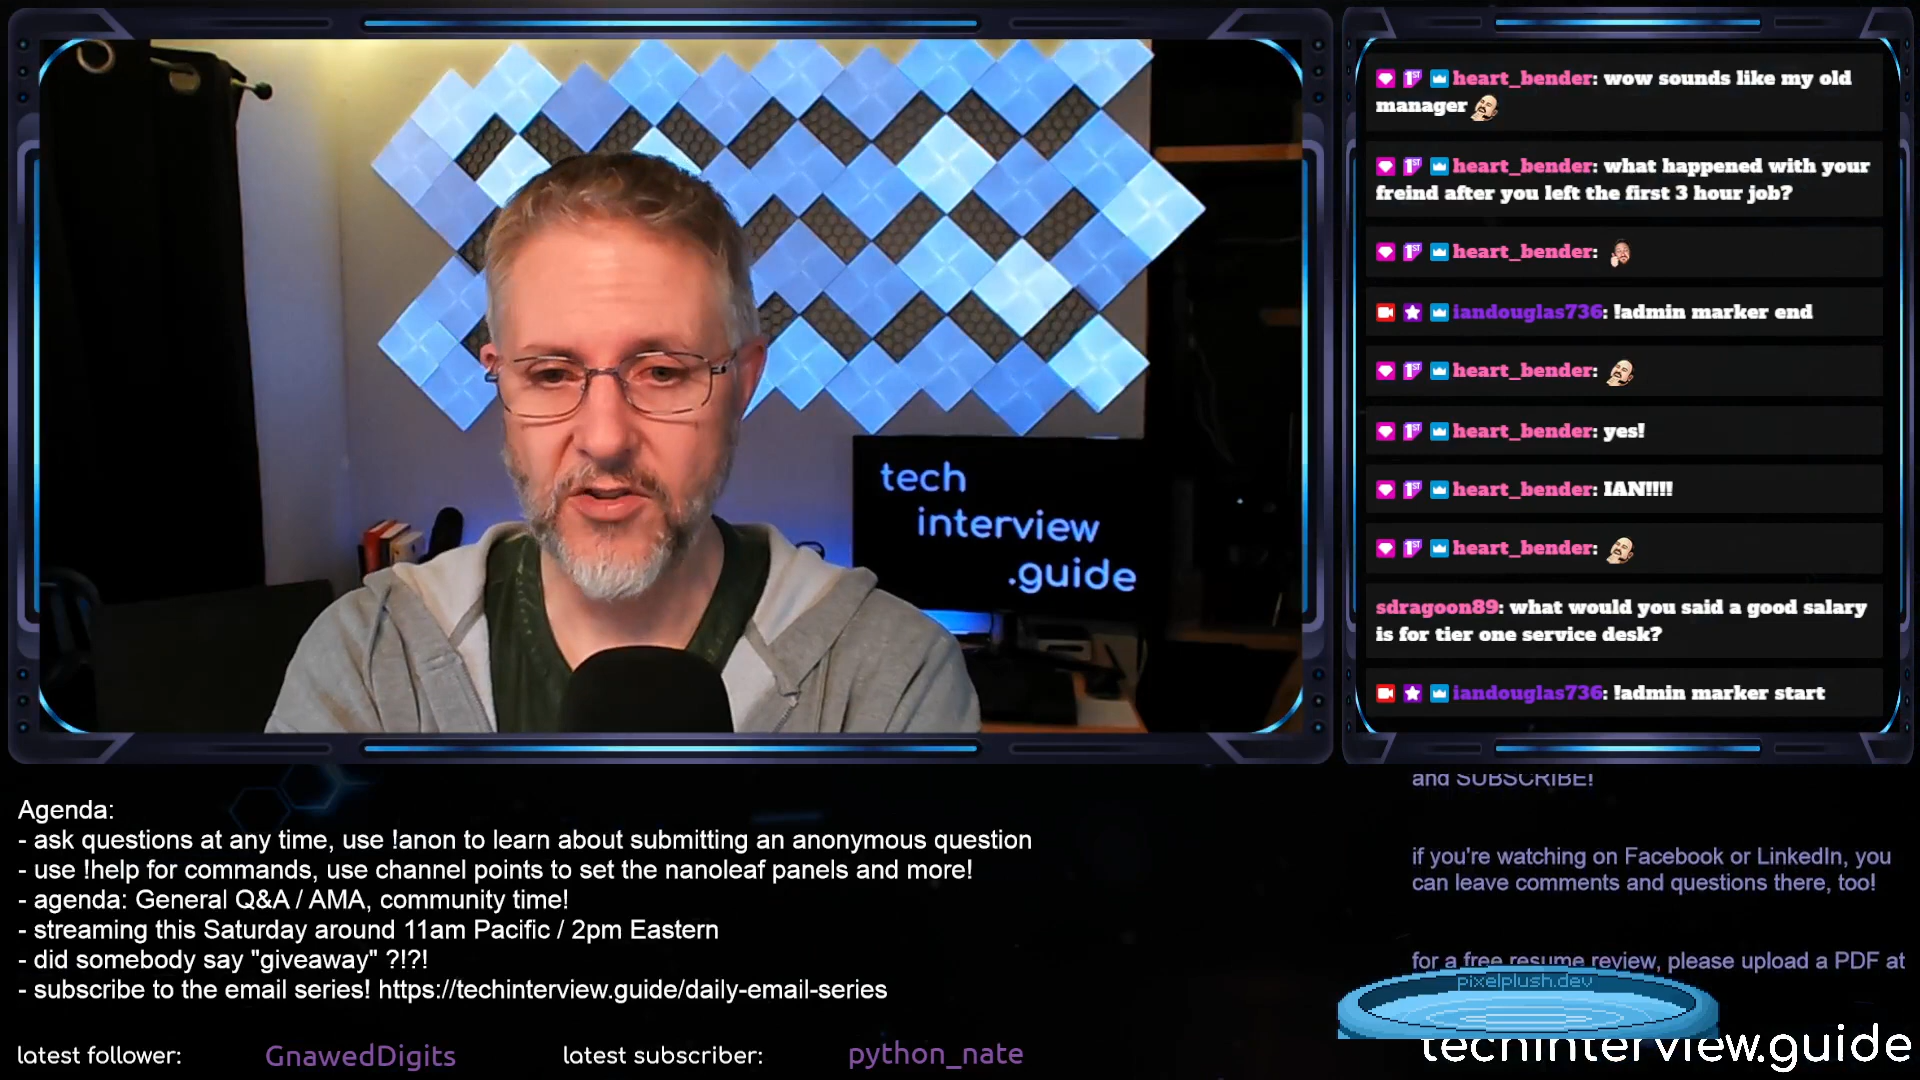 heart_bender: wow sounds like my old
manager
heart_bender: what happened with your
freind after you left the first 3 hour job?
heart_bender:
iandouglas736: !admin marker end
heart_bender:
heart_bender: yes!
heart_bender: IAN!!!!
heart_bender:
sdragoon89: what would you said a good salary
is for tier one service desk?
iandouglas736: !admin marker start
tech
interview
.guide
and SUBSCRIBE!
if you're watching on Facebook or LinkedIn, you
can leave comments and questions there, too!
for a free resume review, please upload a PDF at
pixelplush.dev
techinterview.guide
Agenda:
- ask questions at any time, use !anon to learn about submitting an anonymous question
- use !help for commands, use channel points to set the nanoleaf panels and more!
- agenda: General Q&A / AMA, community time!
- streaming this Saturday around 11am Pacific / 2pm Eastern
- did somebody say "giveaway" ?!?!
- subscribe to the email series! https://techinterview.guide/daily-email-series
latest follower: GnawedDigits latest subscriber: python_nate